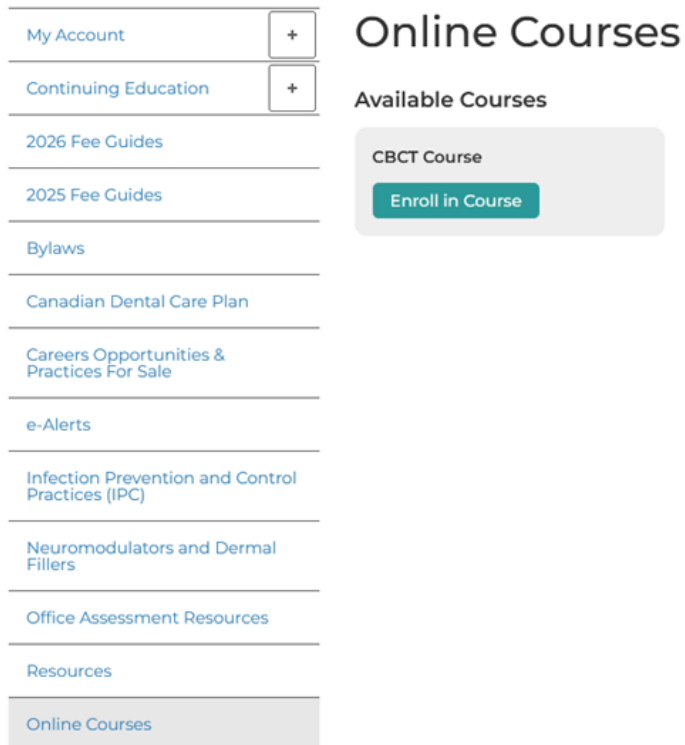 My Account
+
Continuing Education
+
2026 Fee Guides
2025 Fee Guides
Bylaws
Canadian Dental Care Plan
Careers Opportunities &
Practices For Sale
e-Alerts
Infection Prevention and Control
Practices (IPC)
Neuromodulators and Dermal
Fillers
Office Assessment Resources
Resources
Online Courses
Online Courses
Available Courses
CBCT Course
Enroll in Course